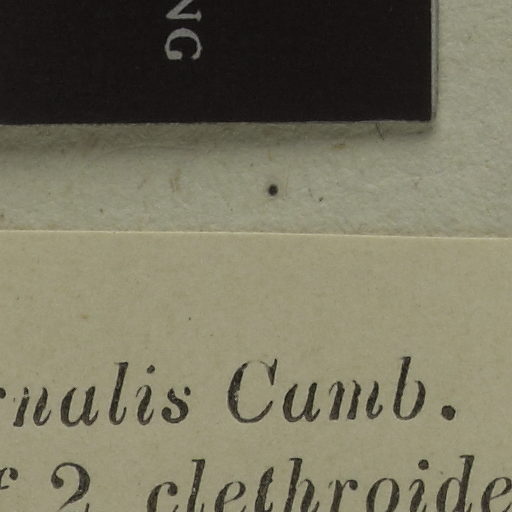 NG
rnalis Camb.
f 2. clethroide